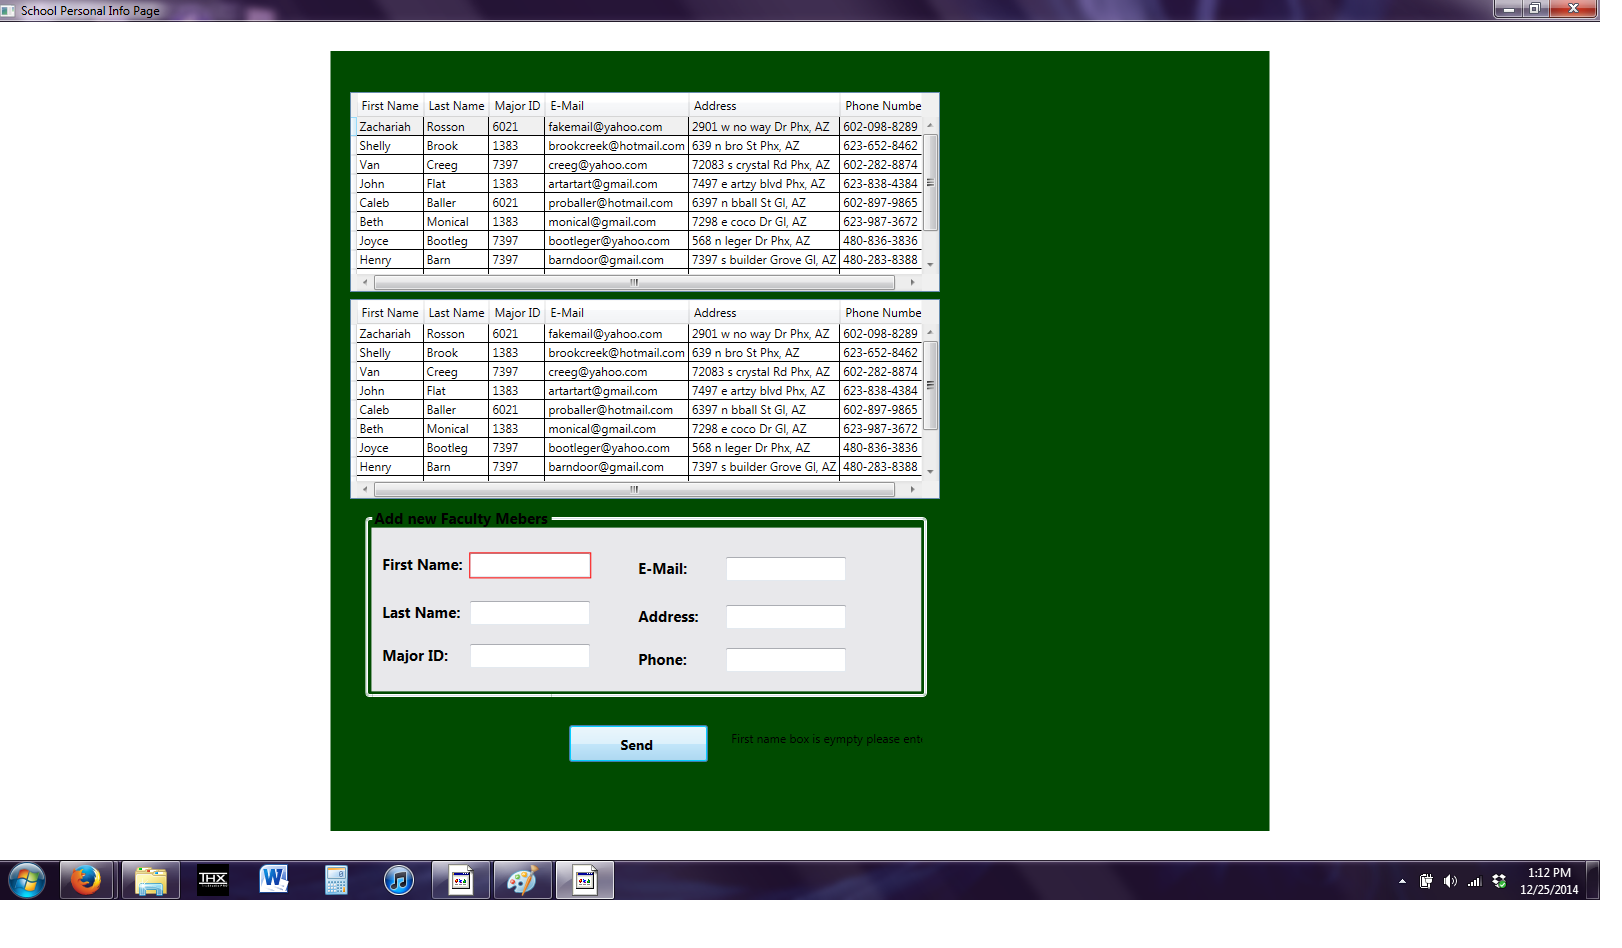 School Personal Info Page
First Name Last Name Major ID E-Mail Address Phone Numbe
Zachariah Rosson 6021 fakemail@yahoo.com 2901 w no way Dr Phx, AZ 602-098-8289
Shelly Brook 1383 brookcreek@hotmail.com 639 n bro St Phx, AZ 623-652-8462
Van Creeg 7397 creeg@yahoo.com 72083 s crystal Rd Phx, AZ 602-282-8874
John Flat 1383 artartart@gmail.com 7497 e artzy blvd Phx, AZ 623-838-4384
Caleb Baller 6021 proballer@hotmail.com 6397 n bball St Gl, AZ 602-897-9865
Beth Monical 1383 monical@gmail.com 7298 e coco Dr Gl, AZ 623-987-3672
Joyce Bootleg 7397 bootleger@yahoo.com 568 n leger Dr Phx, AZ 480-836-3836
Henry Barn 7397 barndoor@gmail.com 7397 s builder Grove Gl, AZ 480-283-8388
First Name Last Name Major ID E-Mail Address Phone Numbe
Zachariah Rosson 6021 fakemail@yahoo.com 2901 w no way Dr Phx, AZ 602-098-8289
Shelly Brook 1383 brookcreek@hotmail.com 639 n bro St Phx, AZ 623-652-8462
Van Creeg 7397 creeg@yahoo.com 72083 s crystal Rd Phx, AZ 602-282-8874
John Flat 1383 artartart@gmail.com 7497 e artzy blvd Phx, AZ 623-838-4384
Caleb Baller 6021 proballer@hotmail.com 6397 n bball St Gl, AZ 602-897-9865
Beth Monical 1383 monical@gmail.com 7298 e coco Dr Gl, AZ 623-987-3672
Joyce Bootleg 7397 bootleger@yahoo.com 568 n leger Dr Phx, AZ 480-836-3836
Henry Barn 7397 barndoor@gmail.com 7397 s builder Grove Gl, AZ 480-283-8388
Add new Faculty Mebers
First Name: E-Mail:
Last Name: Address:
Major ID: Phone:
Send First name box is eympty please ente
THX
W
1:12 PM
12/25/2014